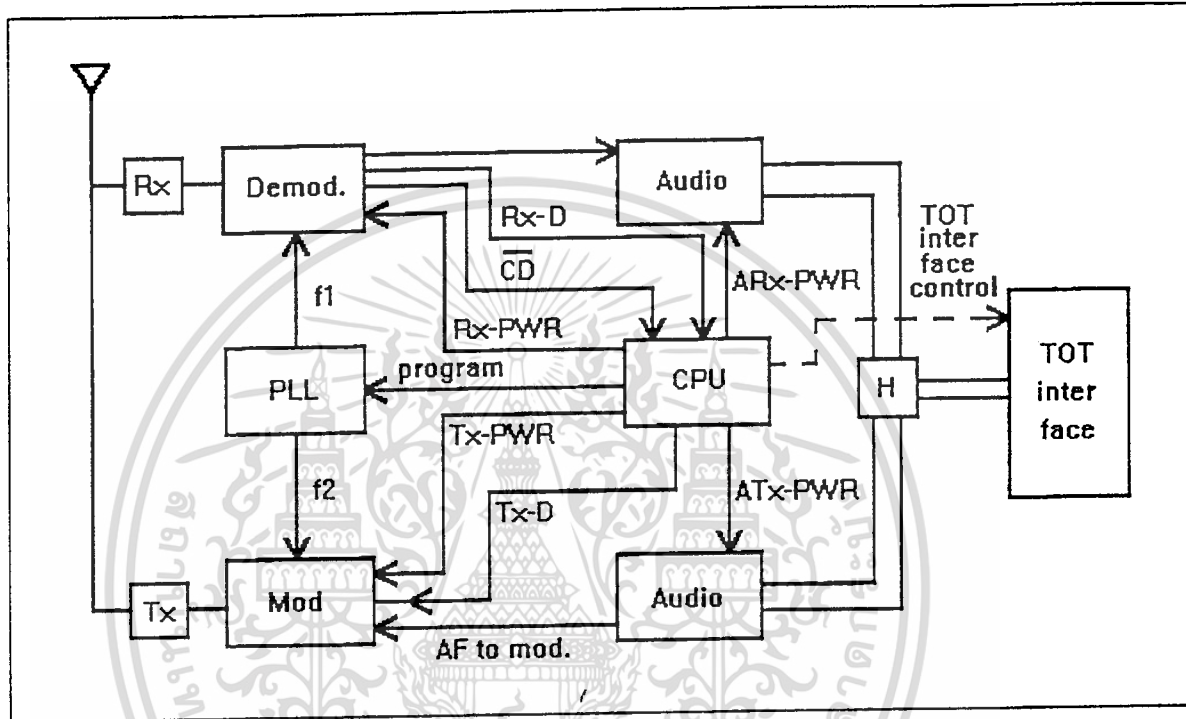 Rx
Demod.
Audio
Rx-D
CD
Rx-PWR
ARx-PWR
TOT
inter
face
control
f1
PLL
program
CPU
H
TOT
inter
face
Tx-PWR
f2
Tx-D
ATx-PWR
Tx
Mod
Audio
AF to mod.